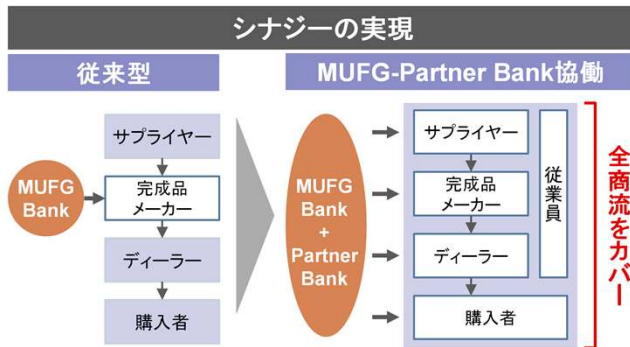 シナジーの実現
従来型
MUFG-Partner Bank協働
サプライヤー
MUFG
Bank
完成品
メーカー
ディーラー
購入者
MUFG
Bank
+
Partner
Bank
サプライヤー
完成品
メーカー
ディーラー
購入者
従業員
全商流をカバー